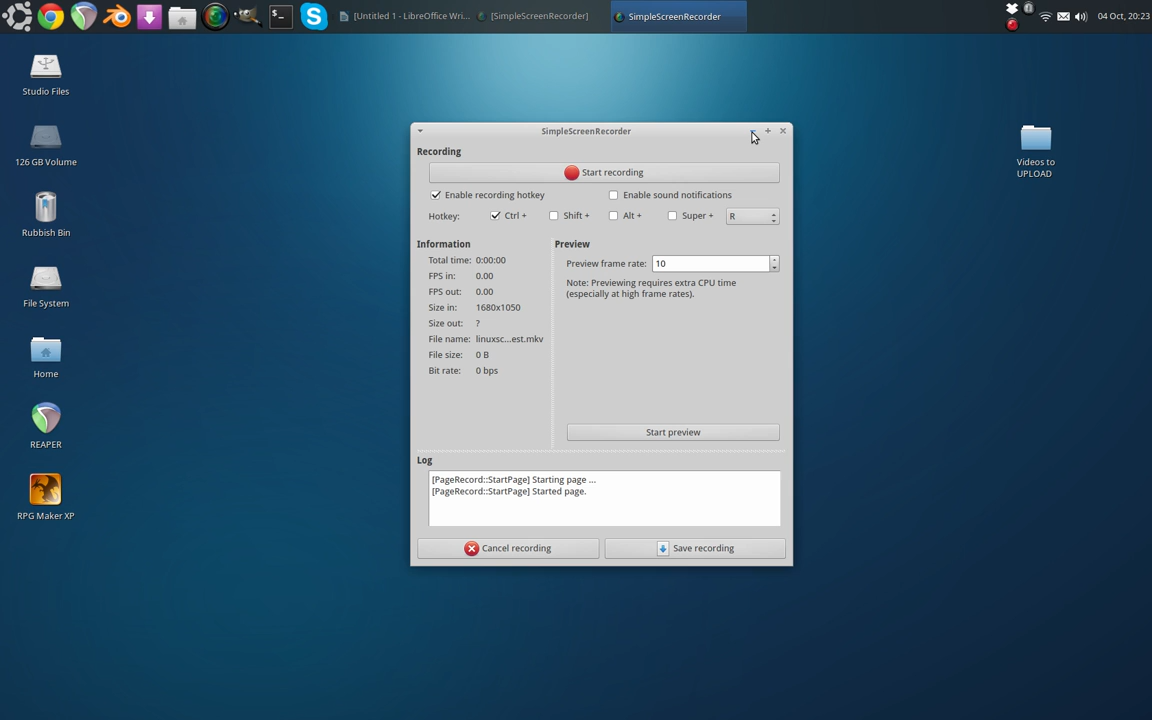 [Untitled 1 - LibreOffice Wri...
[SimpleScreenRecorder]
SimpleScreenRecorder
04 Oct, 20:23
Studio Files
126 GB Volume
Rubbish Bin
File System
Home
REAPER
RPG Maker XP
Videos to
UPLOAD
SimpleScreenRecorder
Recording
Start recording
Enable recording hotkey
Enable sound notifications
Hotkey: Ctrl + Shift + Alt + Super + R
Information
Total time: 0:00:00
FPS in: 0.00
FPS out: 0.00
Size in: 1680x1050
Size out: ?
File name: linuxsc...est.mkv
File size: 0 B
Bit rate: 0 bps
Preview
Preview frame rate: 10
Note: Previewing requires extra CPU time
(especially at high frame rates).
Start preview
Log
[PageRecord::StartPage] Starting page ...
[PageRecord::StartPage] Started page.
Cancel recording
Save recording